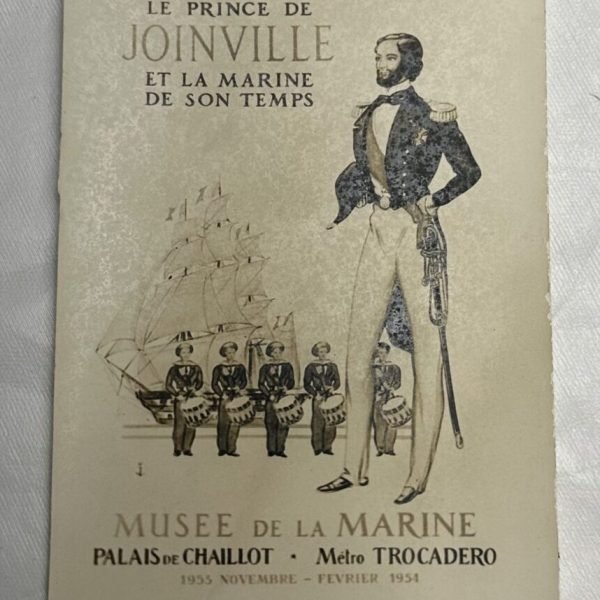 LE PRINCE DE
JOINVILLE
ET LA MARINE
DE SON TEMPS
MUSEE DE LA MARINE
PALAIS DE CHAILLOT • Métro TROCADERO
1953 NOVEMBRE - FEVRIER 1954